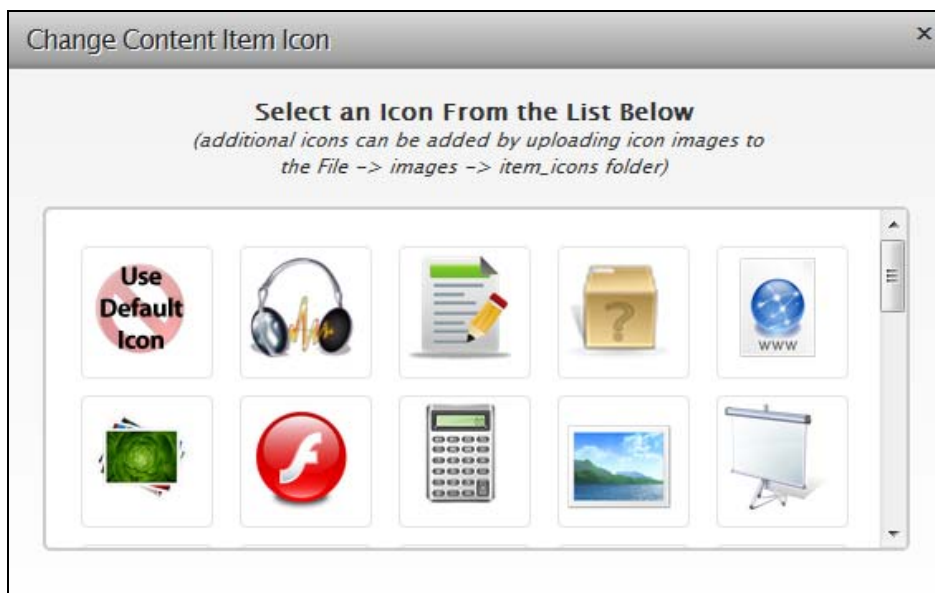 Change Content Item Icon
Select an Icon From the List Below
(additional icons can be added by uploading icon images to
the File -> images -> item_icons folder)
Use
Default
Icon
WWW